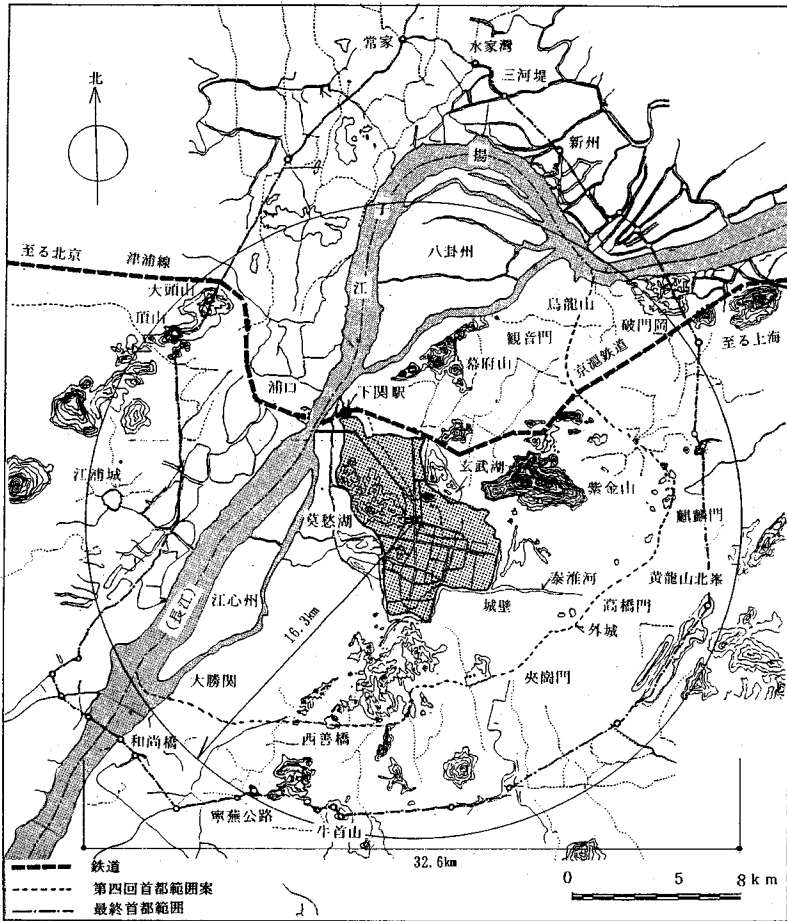 常家
水家灣
三河堤
北
新州
揚
子
江
八卦州
至る北京
津浦線
大頭山
頂山
烏龍山
破門岡
観音門
幕府山
京滬鉄道
至る上海
浦口
下関駅
玄武湖
紫金山
江浦城
莫愁湖
麒麟門
泰淮河
黄龍山北峯
江心州
城壁
高橋門
(長江)
16.3km
外城
大勝関
夾崗門
和尚橋
西善橋
寧蕪公路
牛首山
32.6km
鉄道
第四回首都範囲案
最終首都範囲
0 5 8km